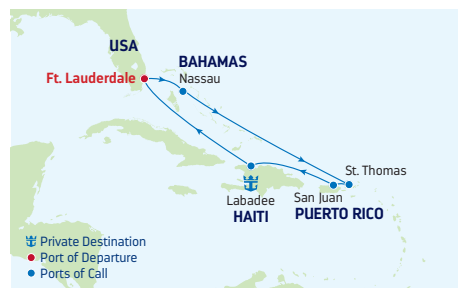 USA
BAHAMAS
Ft. Lauderdale
Nassau
St. Thomas
Labadee
San Juan
HAITI
PUERTO RICO
Private Destination
Port of Departure
Ports of Call